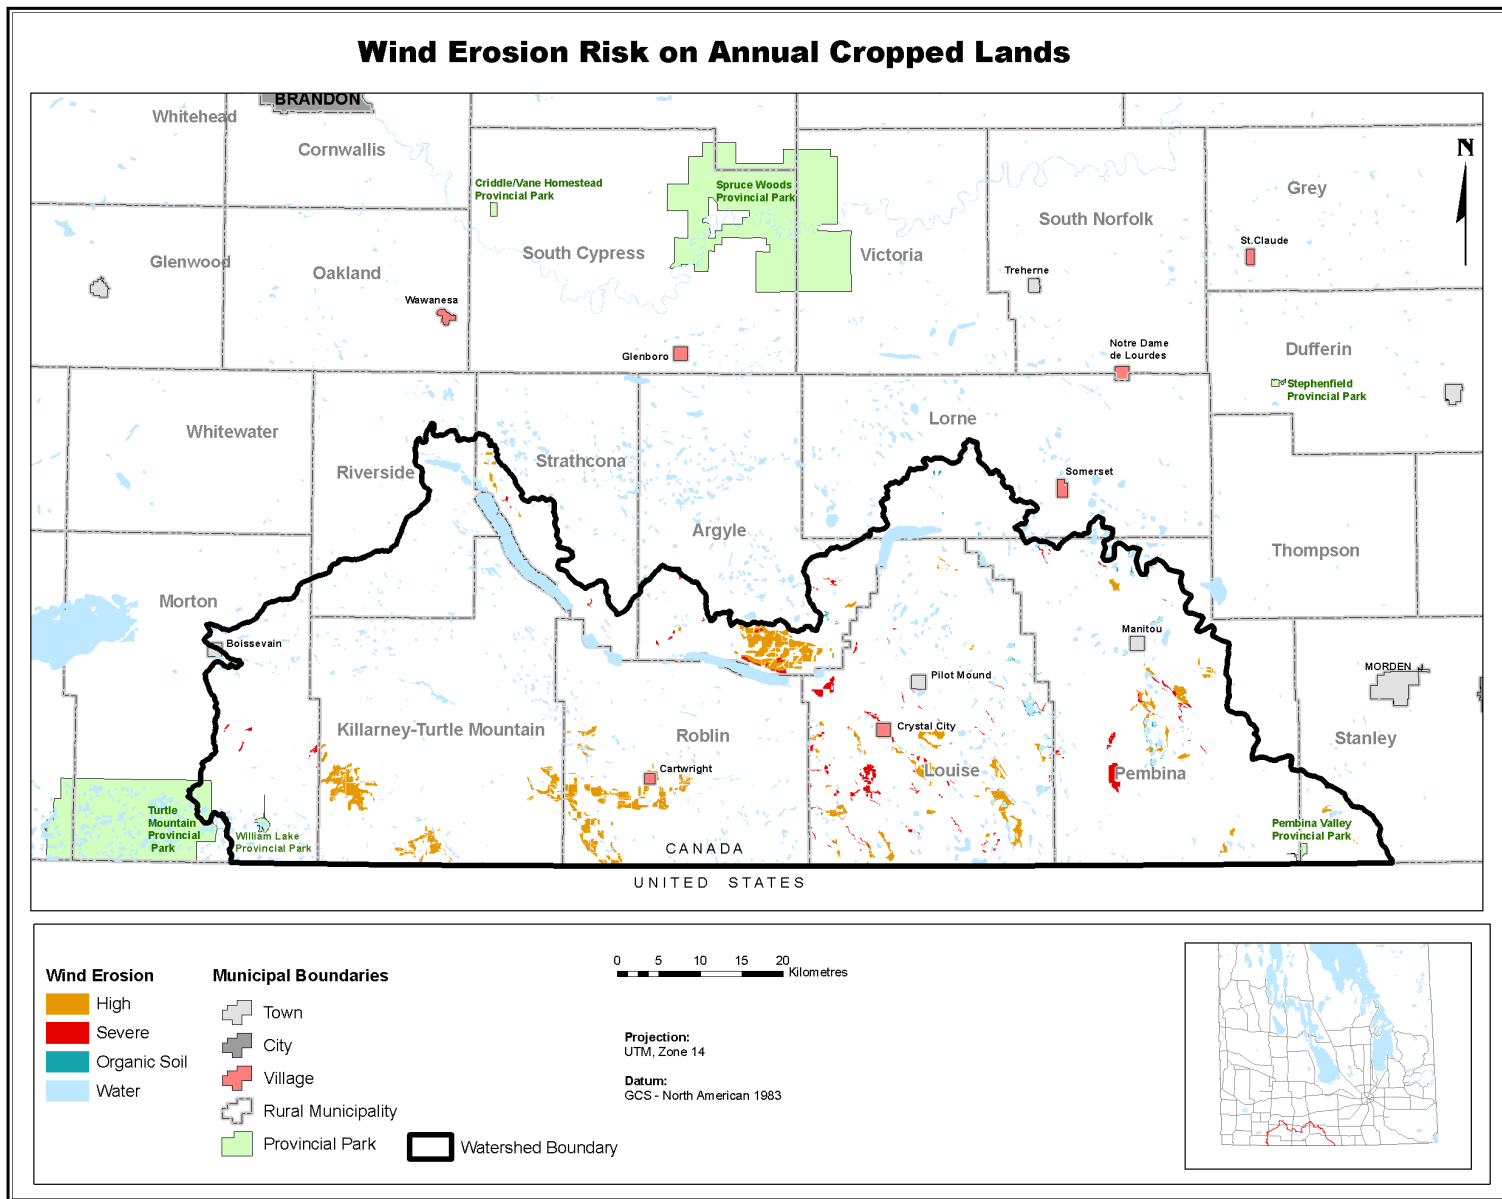 Wind Erosion Risk on Annual Cropped Lands
BRANDON
Whitehead
Cornwallis
N
Criddle/Vane Homestead
Provincial Park
Spruce Woods
Provincial Park
Grey
South Norfolk
St.Claude
Glenwood
Oakland
South Cypress
Victoria
Treherne
Wawanesa
Glenboro
Notre Dame
de Lourdes
Dufferin
Stephenfield
Provincial Park
Whitewater
Lorne
Riverside
Strathcona
Somerset
Argyle
Thompson
Morton
Boissevain
Manitou
MORDEN
Pilot Mound
Killarney-Turtle Mountain
Roblin
Crystal City
Stanley
Cartwright
Louise
Pembina
Turtle
Mountain
Provincial
Park
William Lake
Provincial Park
Pembina Valley
Provincial Park
CANADA
UNITED STATES
Wind Erosion
High
Severe
Organic Soil
Water
Municipal Boundaries
Town
City
Village
Rural Municipality
Provincial Park
Watershed Boundary
0 5 10 15 20
Kilometres
Projection:
UTM, Zone 14
Datum:
GCS - North American 1983